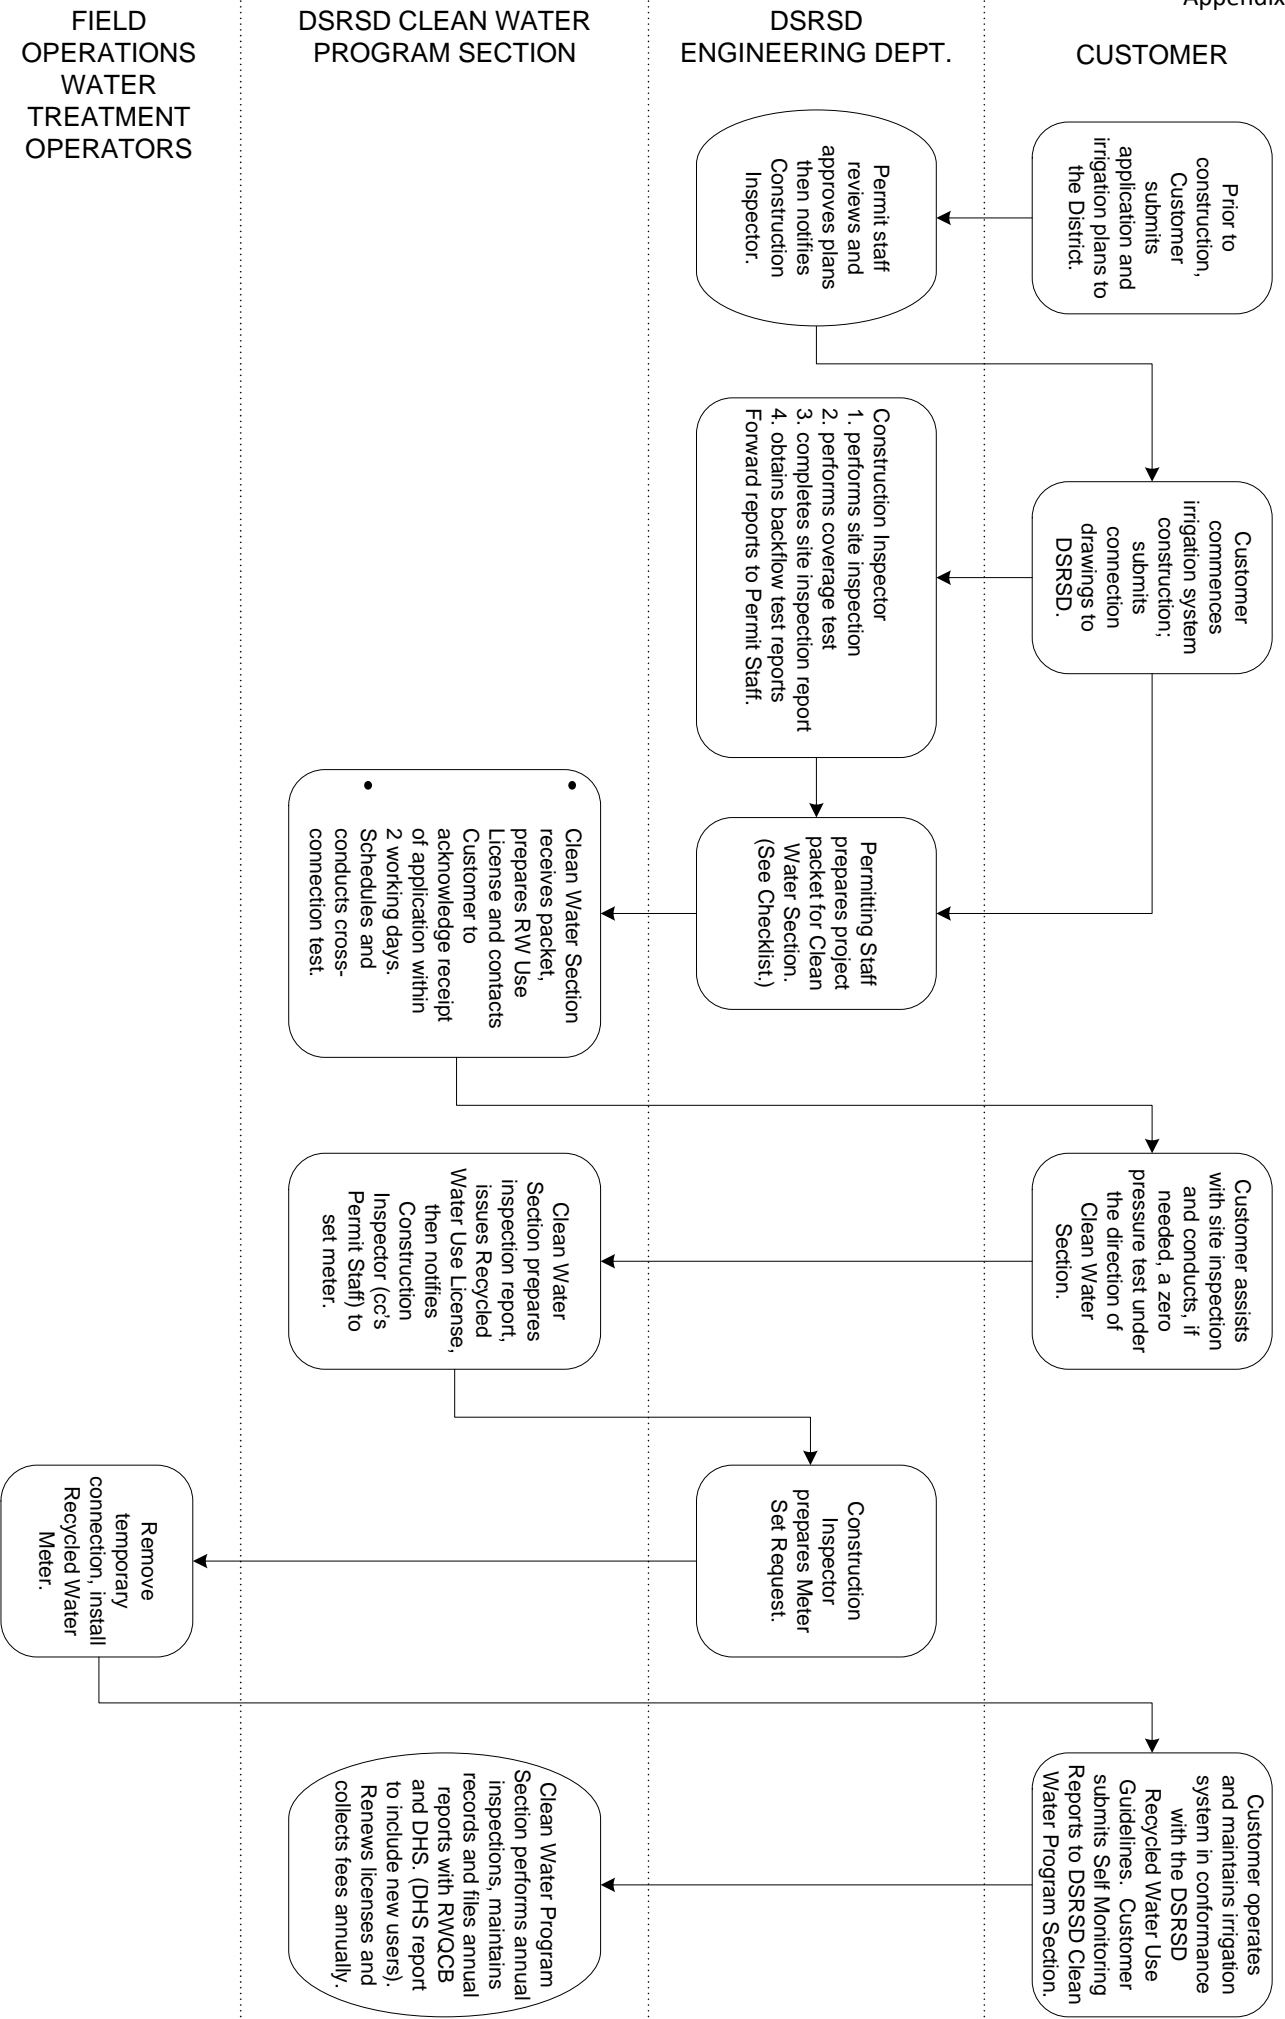 Appendix
FIELD
OPERATIONS
WATER
TREATMENT
OPERATORS
DSRSD CLEAN WATER
PROGRAM SECTION
DSRSD
ENGINEERING DEPT.
CUSTOMER
Prior to
construction,
Customer
submits
application and
irrigation plans to
the District.
Permit staff
reviews and
approves plans
then notifies
Construction
Inspector.
Customer
commences
irrigation system
construction;
submits
connection
drawings to
DSRSD.
Construction Inspector
1. performs site inspection
2. performs coverage test
3. completes site inspection report
4. obtains backflow test reports
Forward reports to Permit Staff.
Permitting Staff
prepares project
packet for Clean
Water Section.
(See Checklist.)
• Clean Water Section
receives packet,
prepares RW Use
License and contacts
Customer to
acknowledge receipt
of application within
2 working days.
• Schedules and
conducts cross-
connection test.
Customer assists
with site inspection
and conducts, if
needed, a zero
pressure test under
the direction of
Clean Water
Section.
Clean Water
Section prepares
inspection report,
issues Recycled
Water Use License,
then notifies
Construction
Inspector (cc's
Permit Staff) to
set meter.
Construction
Inspector
prepares Meter
Set Request.
Remove
temporary
connection, install
Recycled Water
Meter.
Customer operates
and maintains irrigation
system in conformance
with the DSRSD
Recycled Water Use
Guidelines. Customer
submits Self Monitoring
Reports to DSRSD Clean
Water Program Section.
Clean Water Program
Section performs annual
inspections, maintains
records and files annual
reports with RWQCB
and DHS. (DHS report
to include new users).
Renews licenses and
collects fees annually.